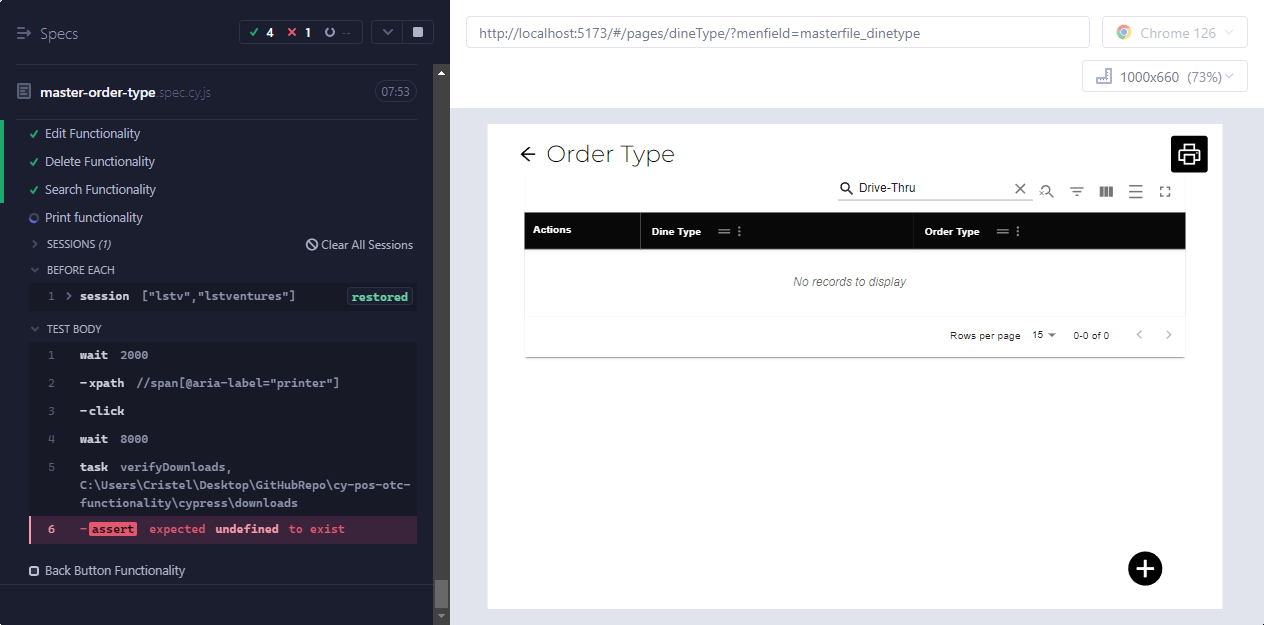 Specs
4
1
--
http://localhost:5173/#/pages/dineType/?menfield=masterfile_dinetype
Chrome 126
1000x660 (73%)
master-order-type.spec.cy.js
07:53
Edit Functionality
Delete Functionality
Search Functionality
Print functionality
SESSIONS (1)
Clear All Sessions
BEFORE EACH
1 session ["lstv","lstventures"] restored
TEST BODY
1 wait 2000
2 -xpath //span[@aria-label="printer"]
3 -click
4 wait 8000
5 task verifyDownloads,
C:\Users\Cristel\Desktop\GitHubRepo\cy-pos-otc-
functionality\cypress\downloads
6 -assert expected undefined to exist
Back Button Functionality
Order Type
Drive-Thru
Actions Dine Type Order Type
No records to display
Rows per page 15 0-0 of 0